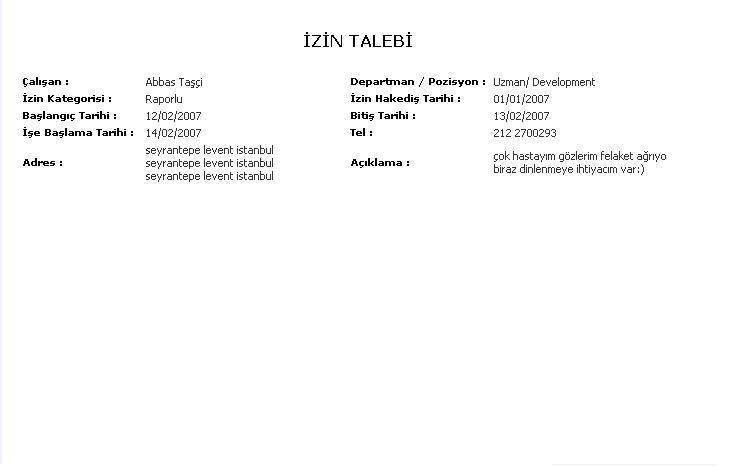 İZİN TALEBİ
Çalışan : Abbas Taşçi Departman / Pozisyon : Uzman/ Development
İzin Kategorisi : Raporlu İzin Hakediş Tarihi : 01/01/2007
Başlangıç Tarihi : 12/02/2007 Bitiş Tarihi : 13/02/2007
İşe Başlama Tarihi : 14/02/2007 Tel : 212 2700293
Adres : seyrantepe levent istanbul
seyrantepe levent istanbul
seyrantepe levent istanbul
Açıklama : çok hastayım gözlerim felaket ağrıyo
biraz dinlenmeye ihtiyacım var:)